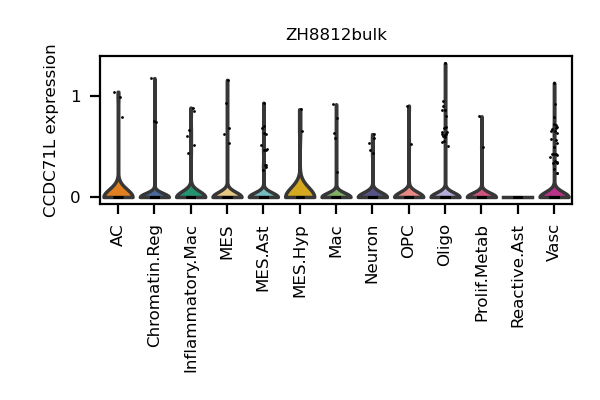 ZH8812bulk
CCDC71L expression
1
0
AC
Chromatin.Reg
Inflammatory.Mac
MES
MES.Ast
MES.Hyp
Mac
Neuron
OPC
Oligo
Prolif.Metab
Reactive.Ast
Vasc